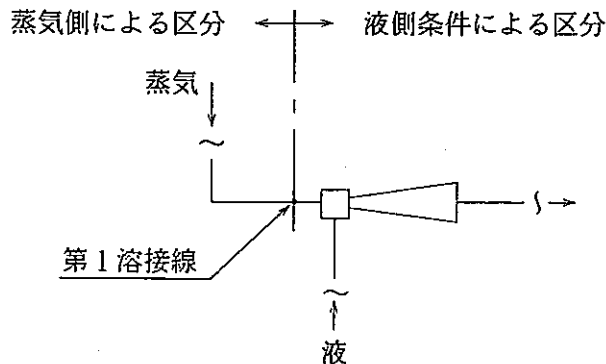 蒸気側による区分
液側条件による区分
蒸気
第1溶接線
液